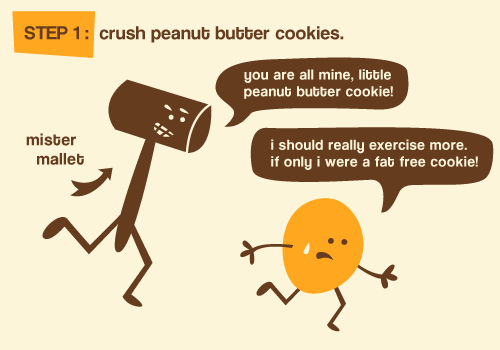 STEP 1: crush peanut butter cookies.
you are all mine, little
peanut butter cookie!
i should really exercise more.
if only i were a fat free cookie!
mister
mallet